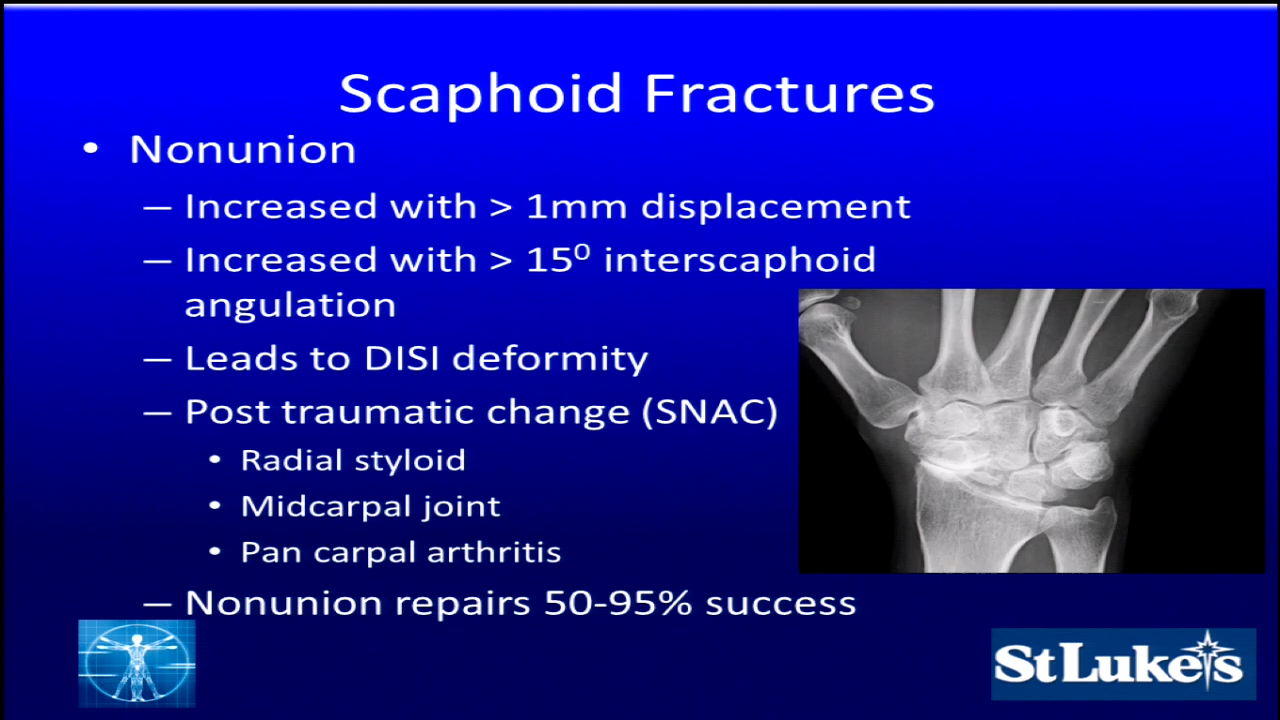 Scaphoid Fractures
• Nonunion
– Increased with > 1mm displacement
– Increased with > 15⁰ interscaphoid
angulation
– Leads to DISI deformity
– Post traumatic change (SNAC)
• Radial styloid
• Midcarpal joint
• Pan carpal arthritis
– Nonunion repairs 50-95% success
StLuke's